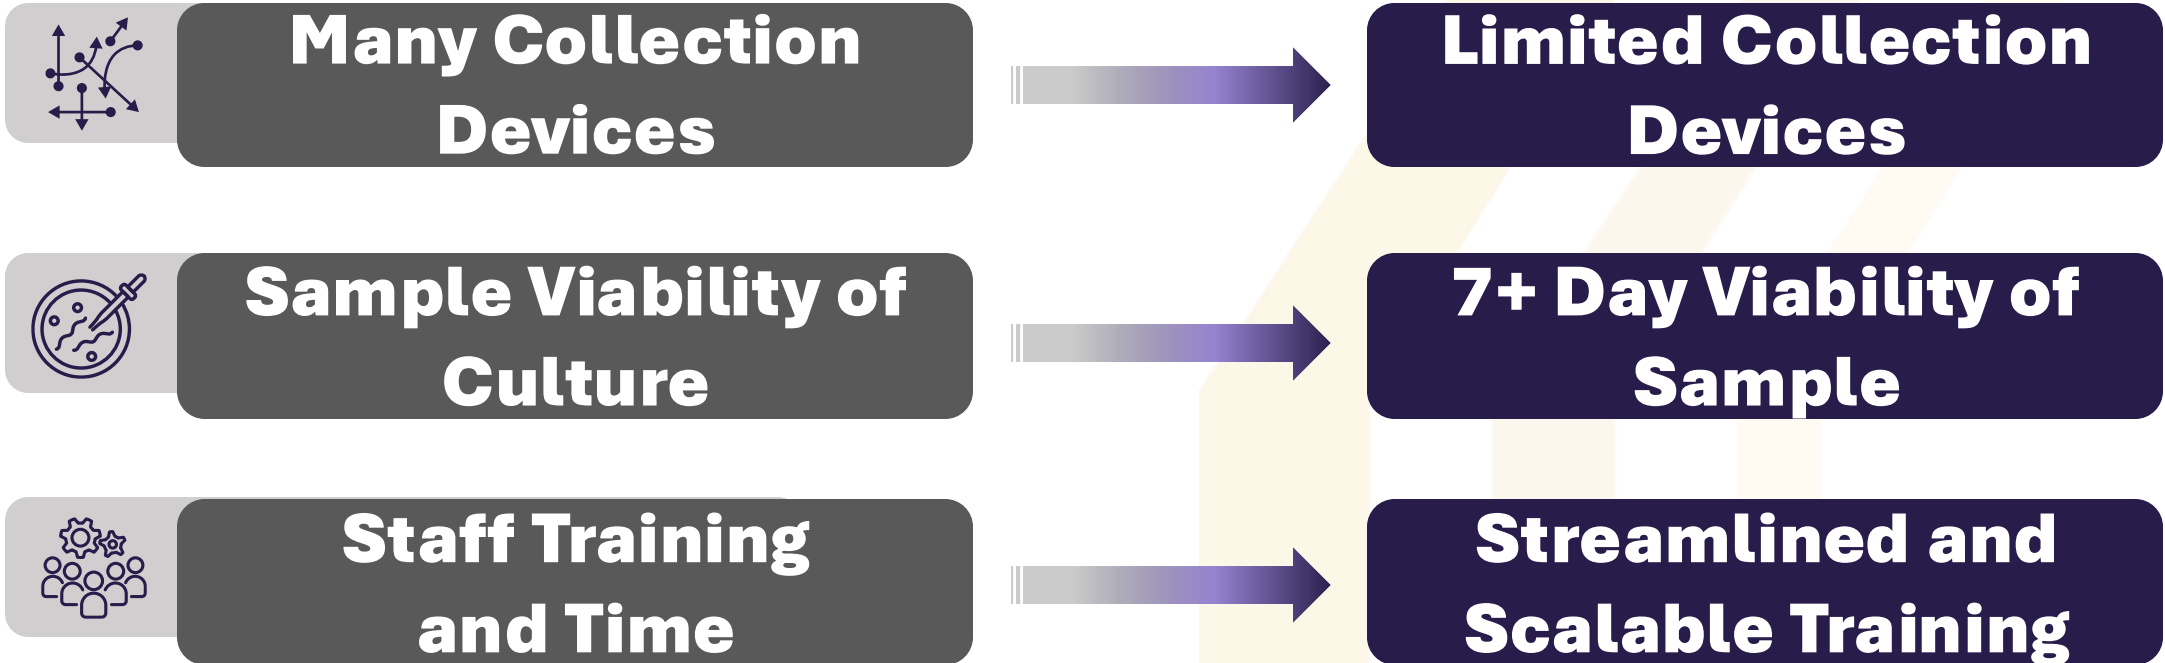 Many Collection
Devices
Limited Collection
Devices
Sample Viability of
Culture
7+ Day Viability of
Sample
Staff Training
and Time
Streamlined and
Scalable Training